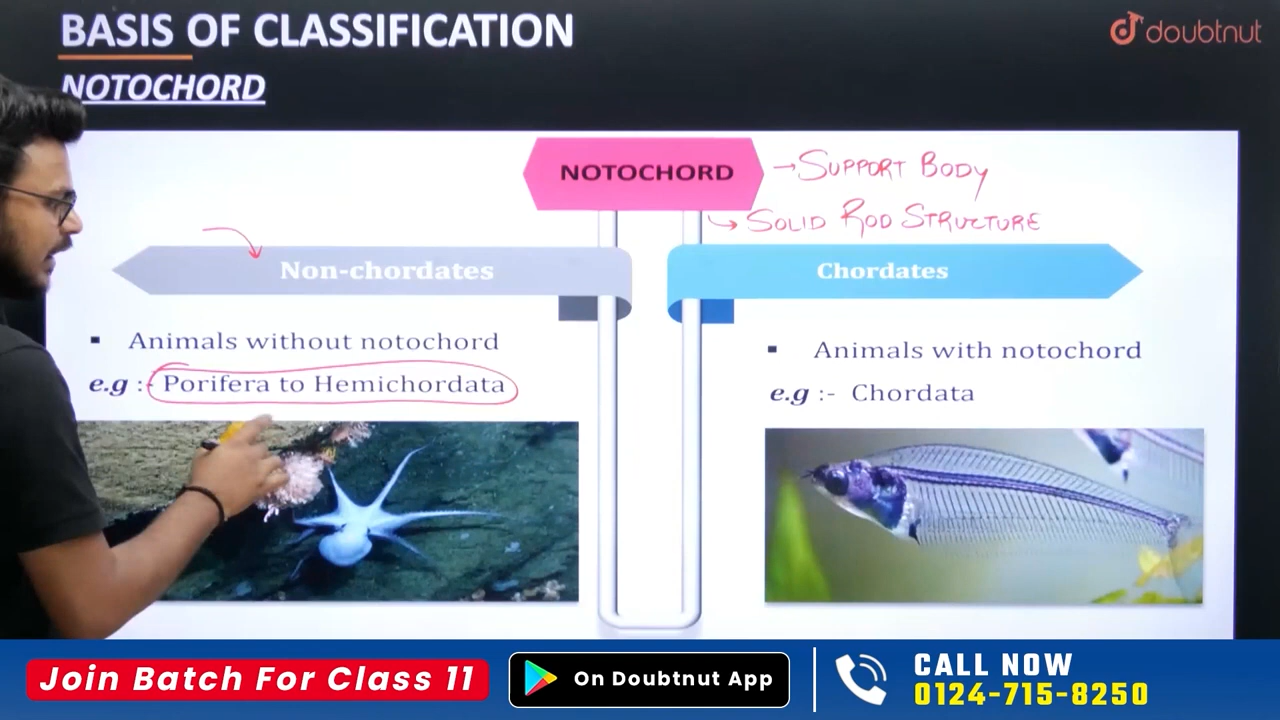 BASIS OF CLASSIFICATION
doubtnut
NOTOCHORD
NOTOCHORD
→ SUPPORT BODY
→ SOLID ROD STRUCTURE
Non-chordates
Chordates
▪ Animals without notochord
e.g :- Porifera to Hemichordata
▪ Animals with notochord
e.g :- Chordata
Join Batch For Class 11
On Doubtnut App
CALL NOW
0124-715-8250